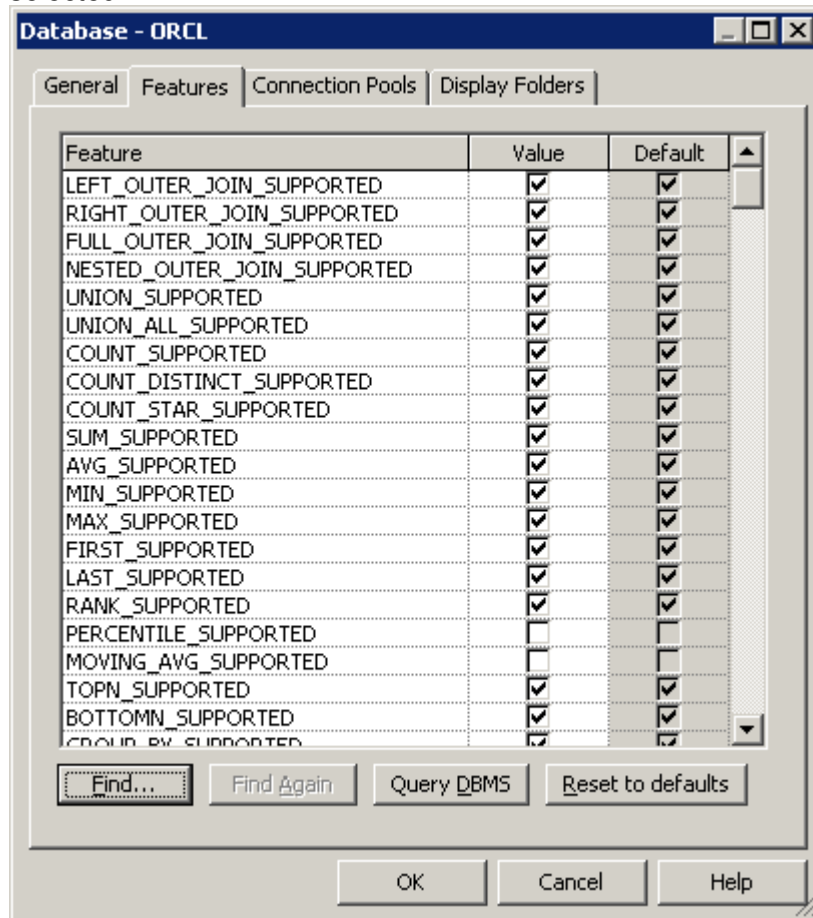 Database - ORCL
General Features Connection Pools Display Folders
Feature Value Default
LEFT_OUTER_JOIN_SUPPORTED
RIGHT_OUTER_JOIN_SUPPORTED
FULL_OUTER_JOIN_SUPPORTED
NESTED_OUTER_JOIN_SUPPORTED
UNION_SUPPORTED
UNION_ALL_SUPPORTED
COUNT_SUPPORTED
COUNT_DISTINCT_SUPPORTED
COUNT_STAR_SUPPORTED
SUM_SUPPORTED
AVG_SUPPORTED
MIN_SUPPORTED
MAX_SUPPORTED
FIRST_SUPPORTED
LAST_SUPPORTED
RANK_SUPPORTED
PERCENTILE_SUPPORTED
MOVING_AVG_SUPPORTED
TOPN_SUPPORTED
BOTTOMN_SUPPORTED
GROUP_BY_SUPPORTED
Find... Find Again Query DBMS Reset to defaults
OK Cancel Help